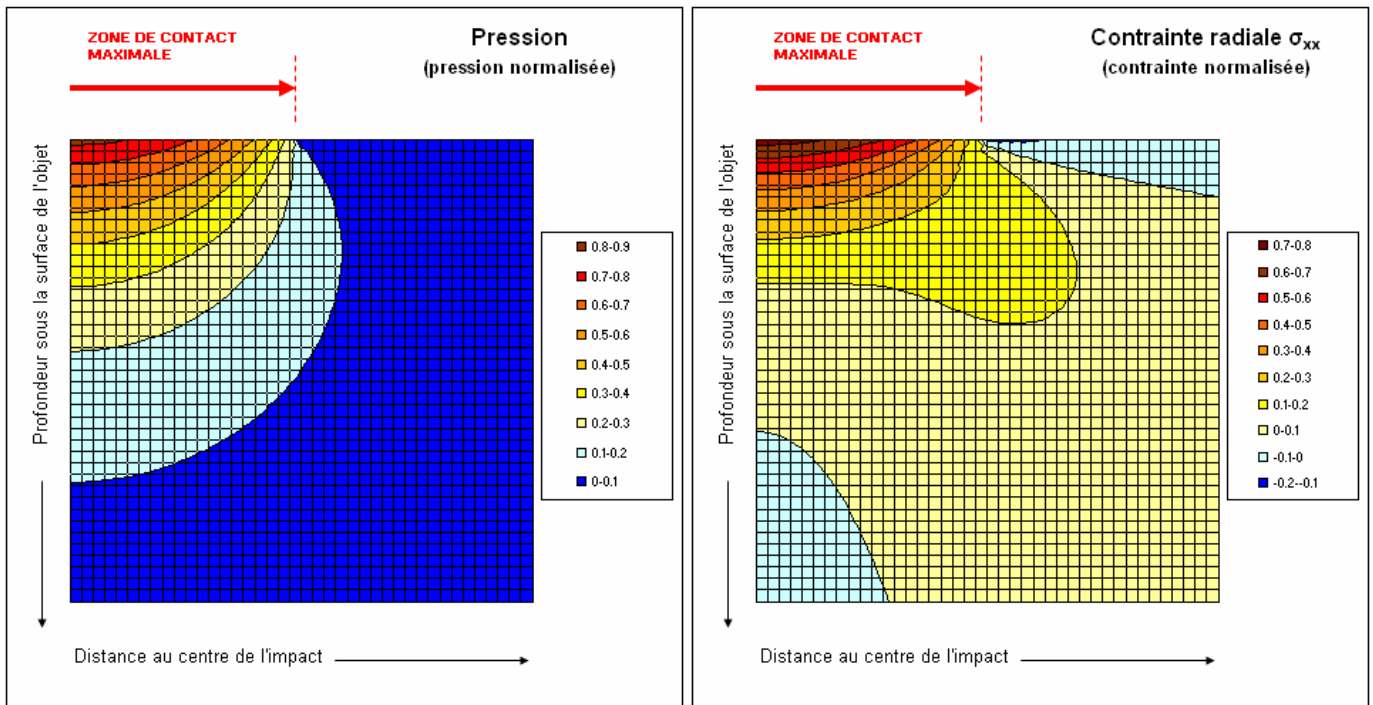 ZONE DE CONTACT
MAXIMALE
Pression
(pression normalisée)
Profondeur sous la surface de l'objet
0.8-0.9
0.7-0.8
0.6-0.7
0.5-0.6
0.4-0.5
0.3-0.4
0.2-0.3
0.1-0.2
0-0.1
Distance au centre de l'impact
ZONE DE CONTACT
MAXIMALE
Contrainte radiale σxx
(contrainte normalisée)
Profondeur sous la surface de l'objet
0.7-0.8
0.6-0.7
0.5-0.6
0.4-0.5
0.3-0.4
0.2-0.3
0.1-0.2
0-0.1
-0.1-0
-0.2--0.1
Distance au centre de l'impact